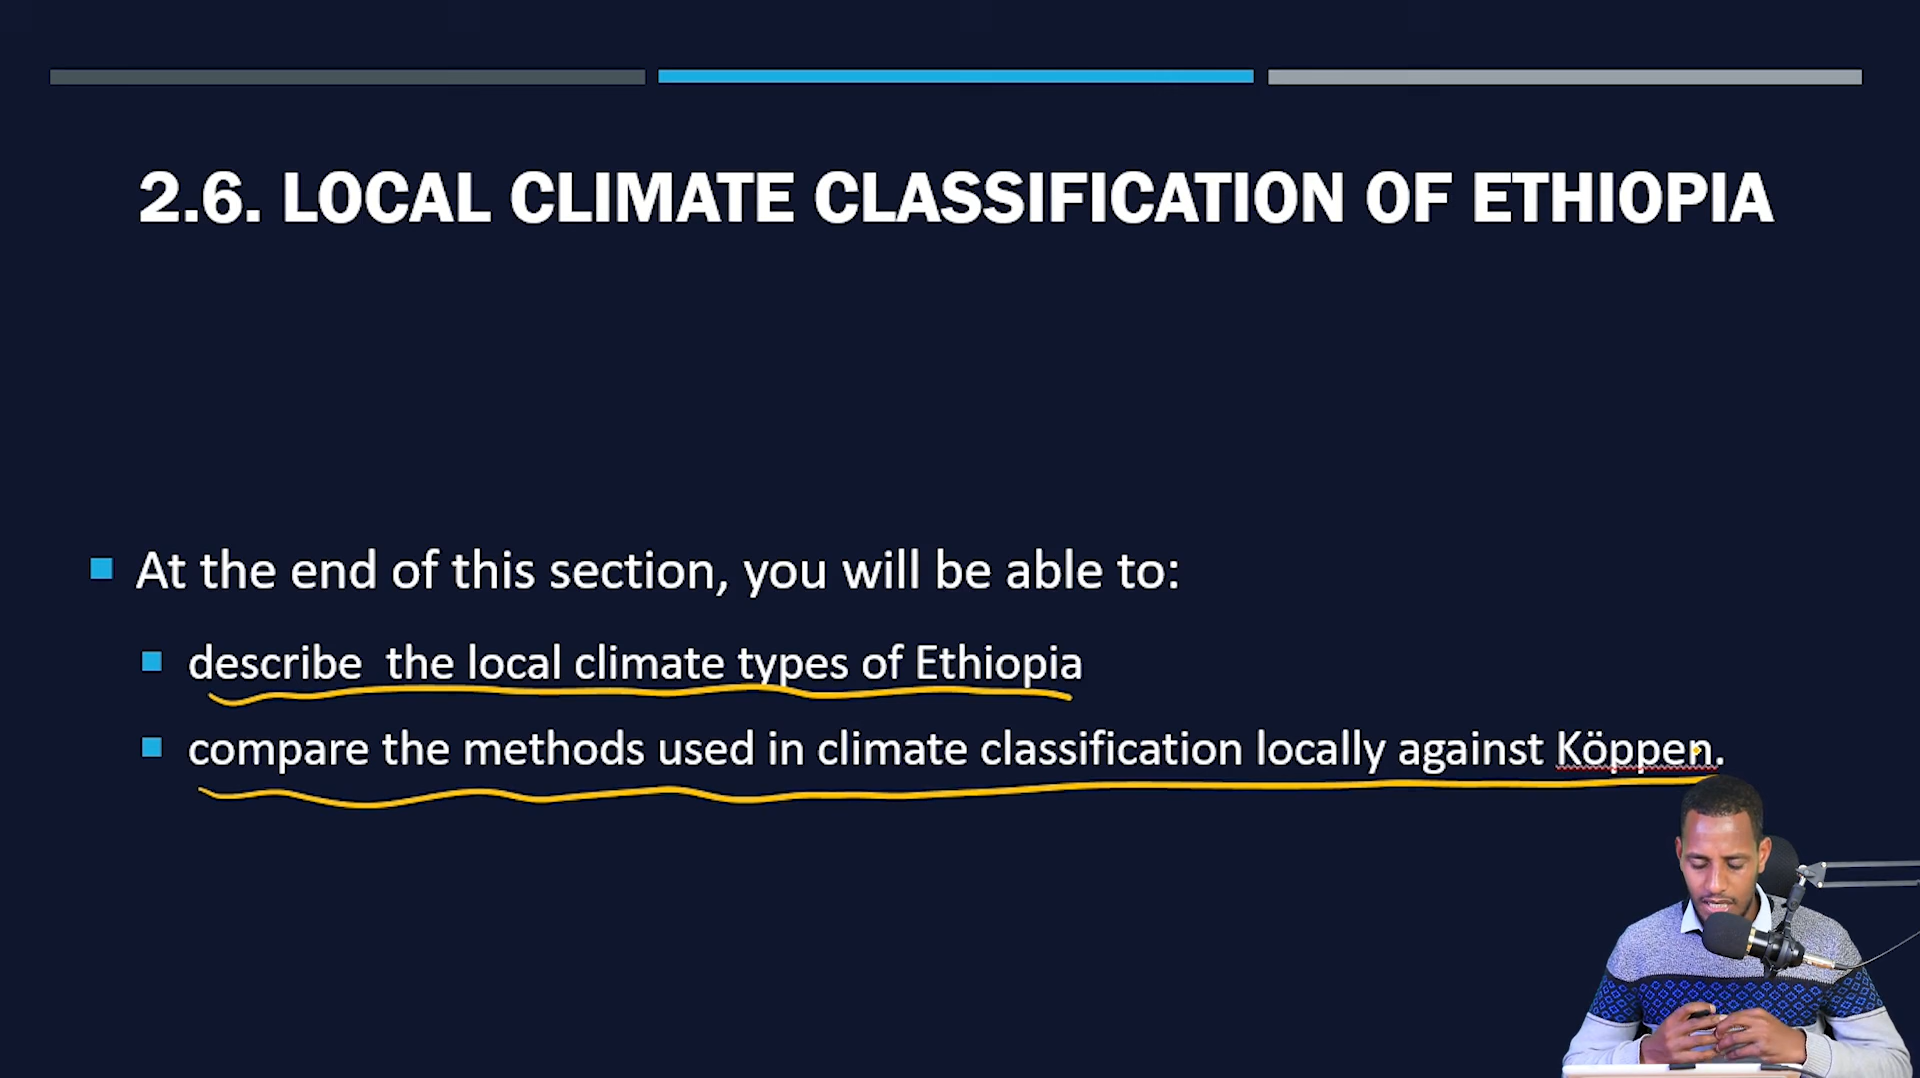 2.6. LOCAL CLIMATE CLASSIFICATION OF ETHIOPIA
At the end of this section, you will be able to:
describe the local climate types of Ethiopia
compare the methods used in climate classification locally against Köppen.